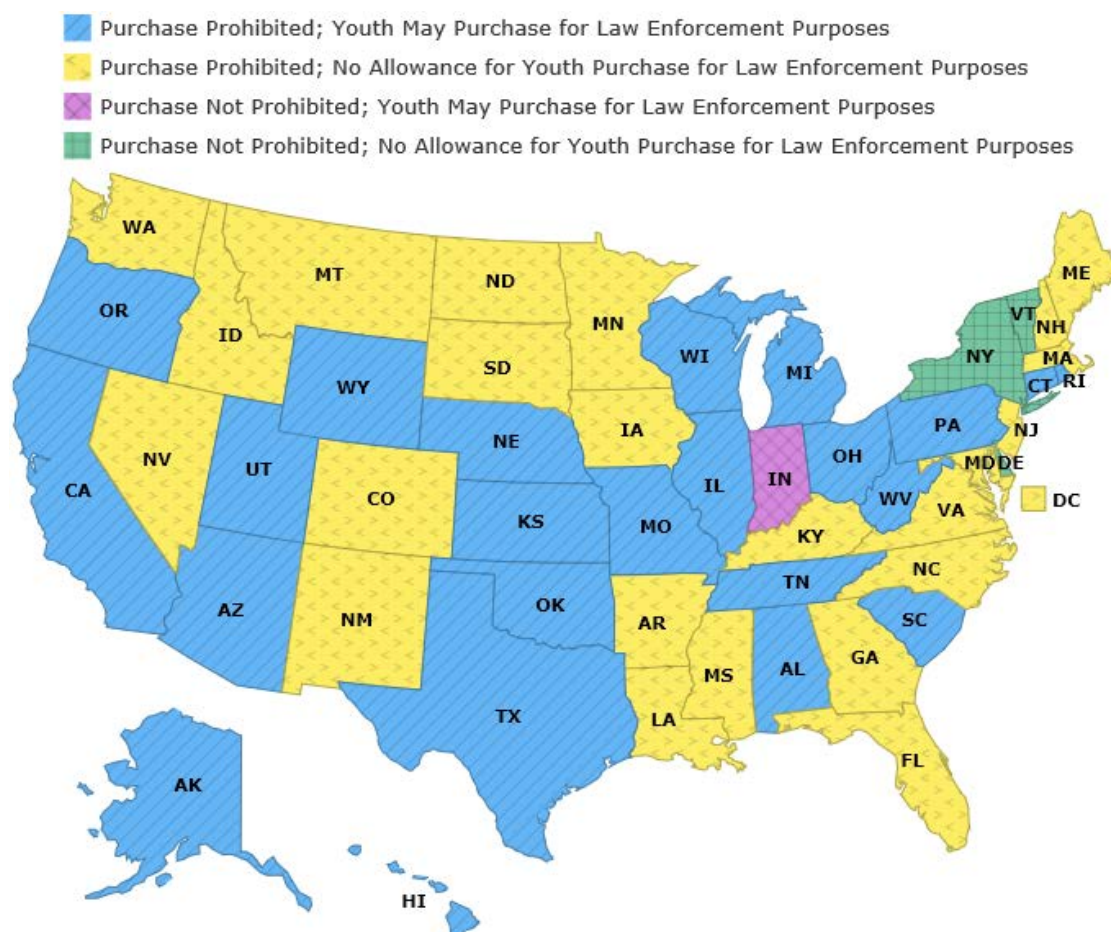 Purchase Prohibited; Youth May Purchase for Law Enforcement Purposes
Purchase Prohibited; No Allowance for Youth Purchase for Law Enforcement Purposes
Purchase Not Prohibited; Youth May Purchase for Law Enforcement Purposes
Purchase Not Prohibited; No Allowance for Youth Purchase for Law Enforcement Purposes
WA
MT
ND
ME
OR
ID
MN
VT
NH
WY
SD
WI
MI
NY
MA
CT
RI
NV
UT
CO
NE
IA
IL
IN
OH
PA
NJ
CA
KS
MO
KY
WV
MD
DE
VA
DC
AZ
NM
OK
AR
TN
NC
SC
TX
LA
MS
AL
GA
FL
AK
HI